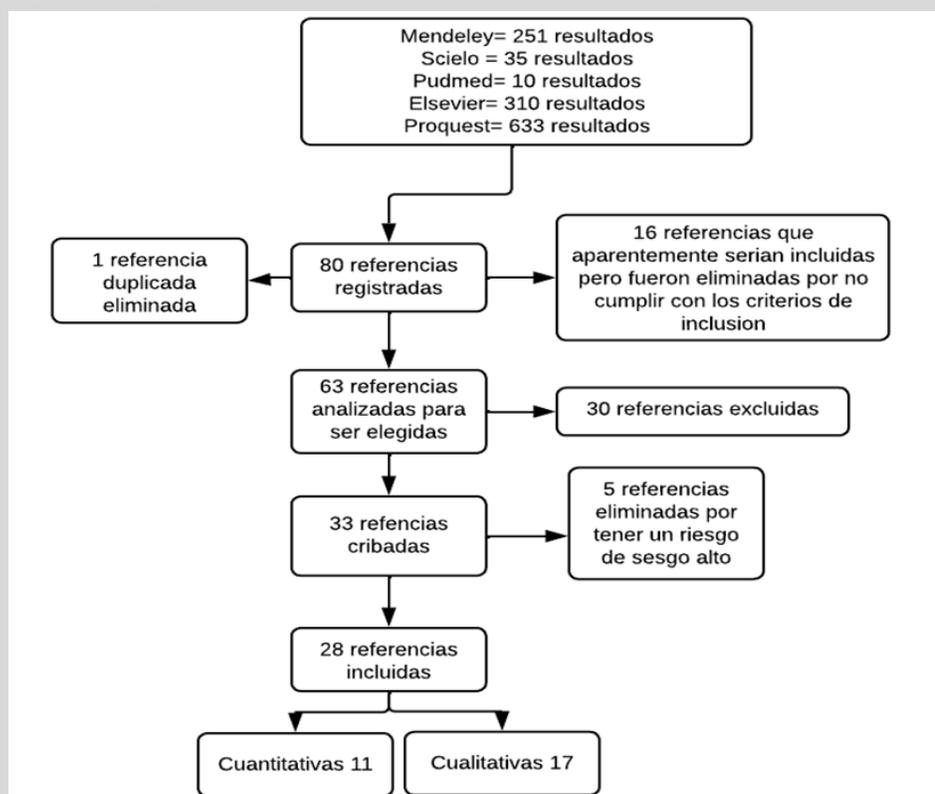 Mendeley= 251 resultados
Scielo = 35 resultados
Pudmed= 10 resultados
Elsevier= 310 resultados
Proquest= 633 resultados
1 referencia
duplicada
eliminada
80 referencias
registradas
16 referencias que
aparentemente serian incluidas
pero fueron eliminadas por no
cumplir con los criterios de
inclusion
63 referencias
analizadas para
ser elegidas
30 referencias excluidas
33 refencias
cribadas
5 referencias
eliminadas por
tener un riesgo
de sesgo alto
28 referencias
incluidas
Cuantitativas 11
Cualitativas 17